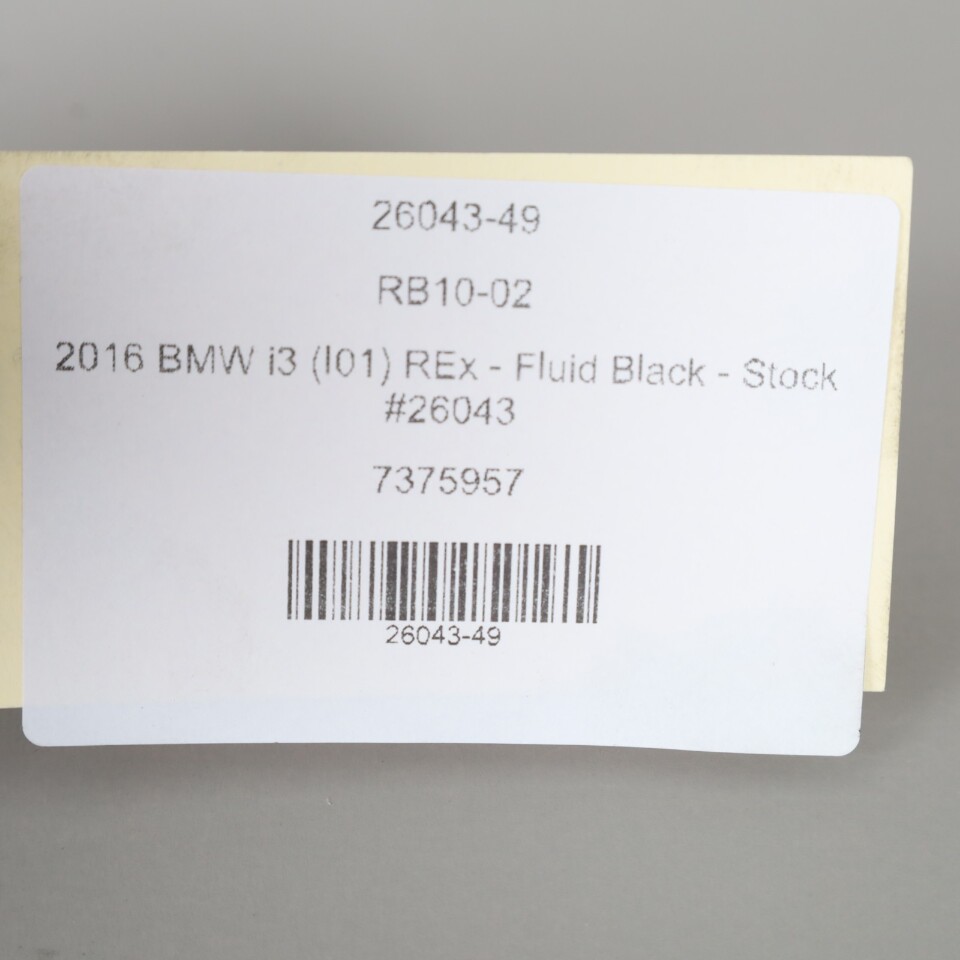 26043-49
RB10-02
2016 BMW i3 (I01) REx - Fluid Black - Stock
#26043
7375957
26043-49